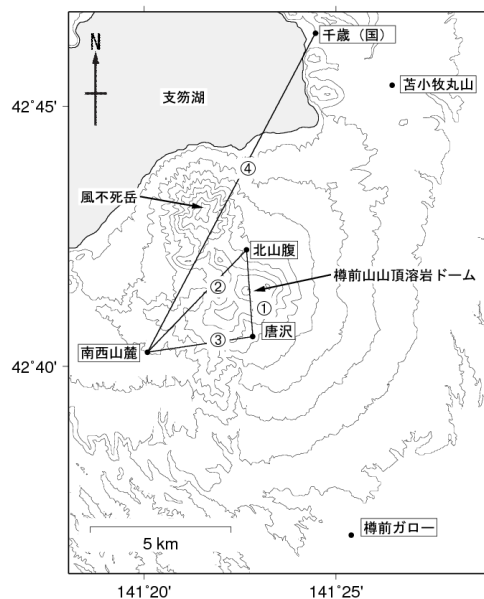 千歳（国）
N
苫小牧丸山
42°45'
支笏湖
④
風不死岳
北山腹
樽前山山頂溶岩ドーム
②
①
③
唐沢
南西山麓
42°40'
樽前ガロー
5 km
141°20'
141°25'